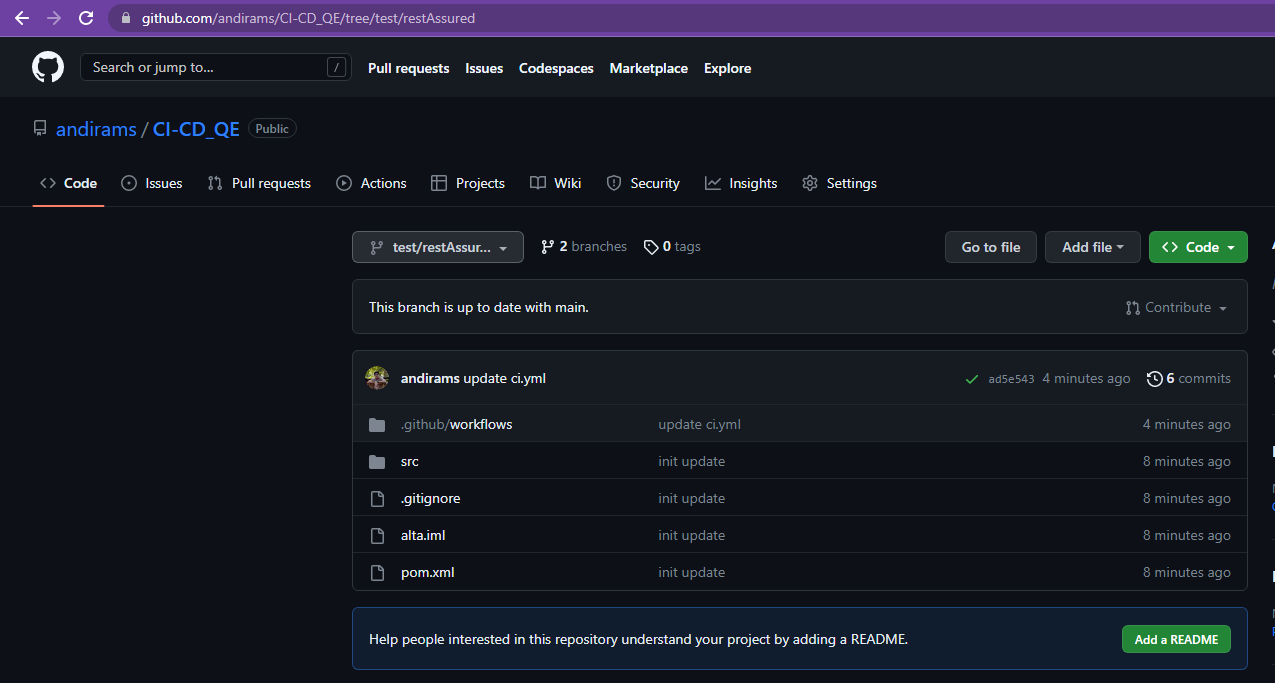 github.com/andirams/CI-CD_QE/tree/test/restAssured
Search or jump to... /
Pull requests Issues Codespaces Marketplace Explore
andirams / CI-CD_QE Public
Code Issues Pull requests Actions Projects Wiki Security Insights Settings
test/restAssur... 2 branches 0 tags Go to file Add file Code
This branch is up to date with main. Contribute
andirams update ci.yml ad5e543 4 minutes ago 6 commits
.github/workflows update ci.yml 4 minutes ago
src init update 8 minutes ago
.gitignore init update 8 minutes ago
alta.iml init update 8 minutes ago
pom.xml init update 8 minutes ago
Help people interested in this repository understand your project by adding a README. Add a README